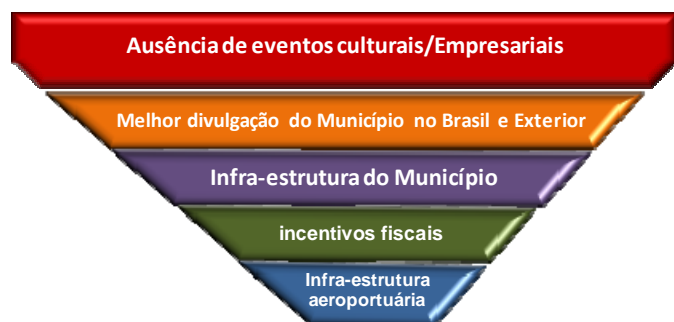 Ausência de eventos culturais/Empresariais
Melhor divulgação do Município no Brasil e Exterior
Infra-estrutura do Município
incentivos fiscais
Infra-estrutura
aeroportuária